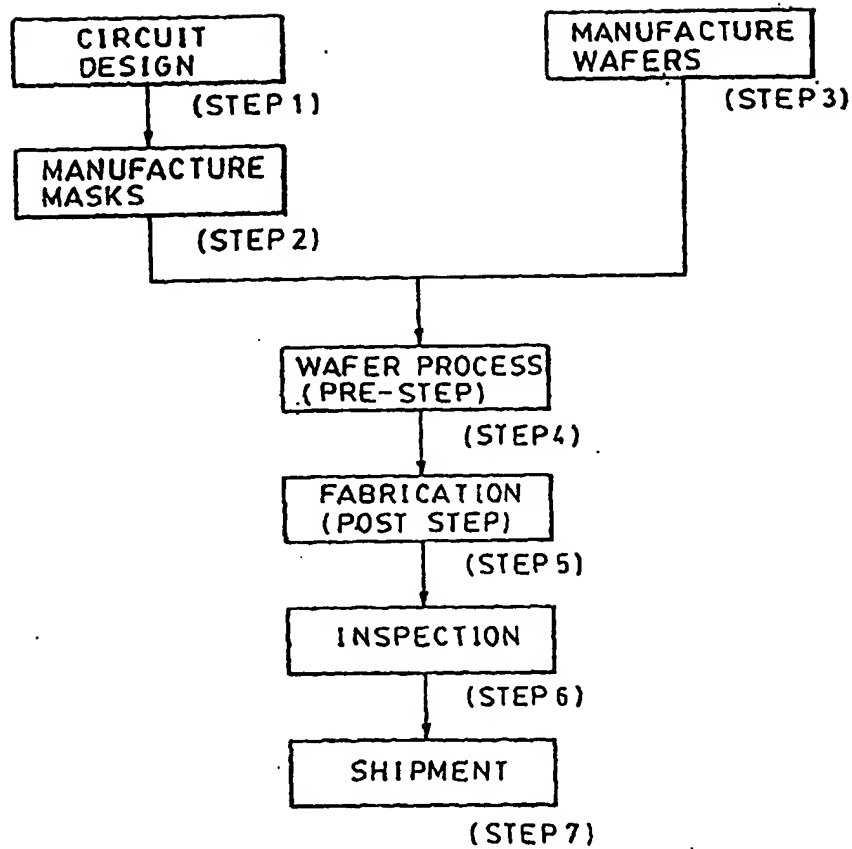 CIRCUIT
DESIGN
(STEP 1)
MANUFACTURE
MASKS
(STEP 2)
MANUFACTURE
WAFERS
(STEP 3)
WAFER PROCESS
(PRE-STEP)
(STEP 4)
FABRICATION
(POST STEP)
(STEP 5)
INSPECTION
(STEP 6)
SHIPMENT
(STEP 7)